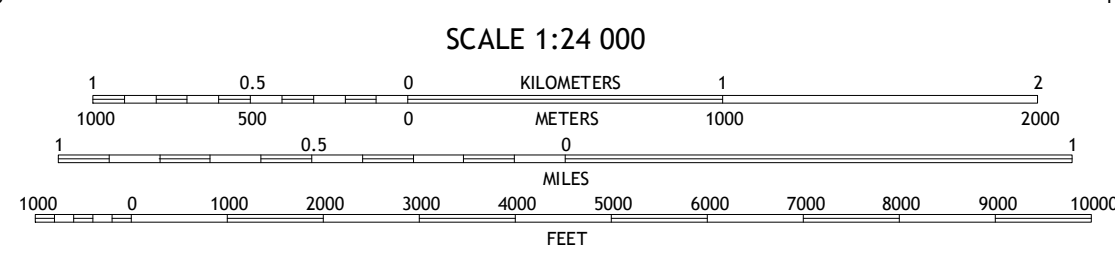 SCALE 1:24 000
1 0.5 0 KILOMETERS 1 2
1000 500 0 METERS 1000 2000
1 0.5 0 1
MILES
1000 0 1000 2000 3000 4000 5000 6000 7000 8000 9000 10000
FEET